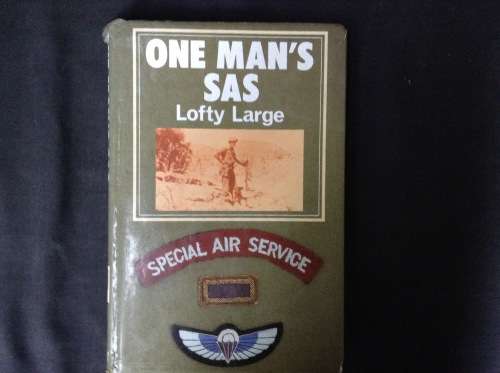 ONE MAN'S
SAS
Lofty Large
SPECIAL AIR SERVICE